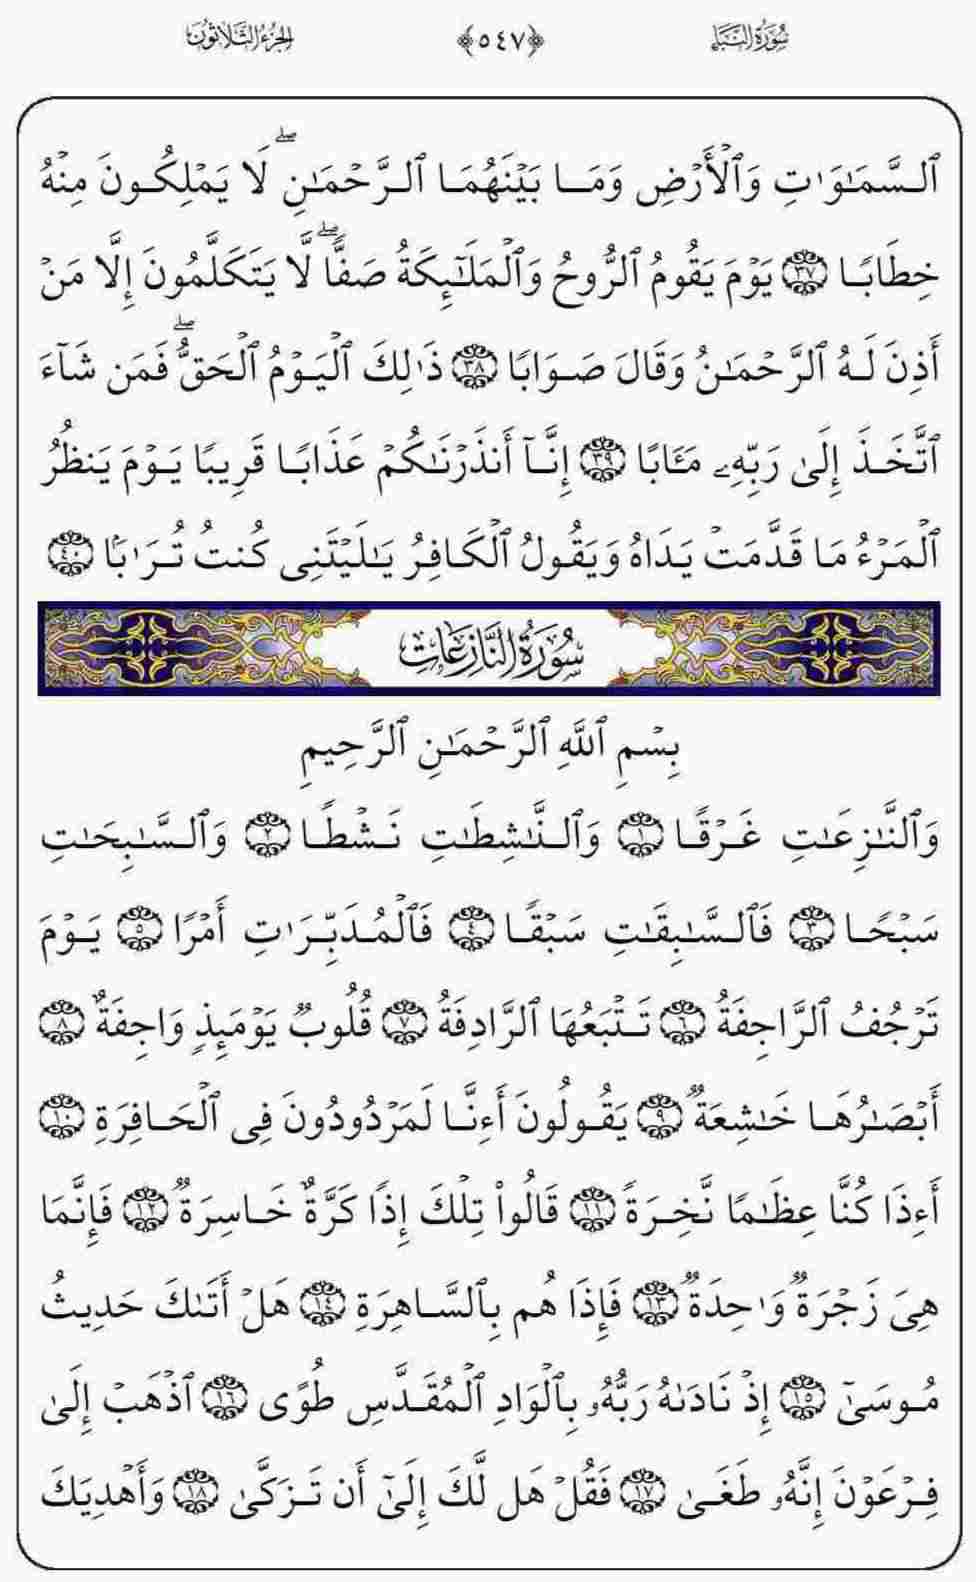 سُورَةُ النَّبَإِ ﴿٥٤٧﴾ الجُزْءُ الثَّلَاثُونَ
ٱلسَّمَٰوَٰتِ وَٱلْأَرْضِ وَمَا بَيْنَهُمَا ٱلرَّحْمَٰنِۖ لَا يَمْلِكُونَ مِنْهُ
خِطَابًا ٣٧ يَوْمَ يَقُومُ ٱلرُّوحُ وَٱلْمَلَٰٓئِكَةُ صَفًّاۖ لَّا يَتَكَلَّمُونَ إِلَّا مَنْ
أَذِنَ لَهُ ٱلرَّحْمَٰنُ وَقَالَ صَوَابًا ٣٨ ذَٰلِكَ ٱلْيَوْمُ ٱلْحَقُّۖ فَمَن شَآءَ
ٱتَّخَذَ إِلَىٰ رَبِّهِۦ مَـَٔابًا ٣٩ إِنَّآ أَنذَرْنَٰكُمْ عَذَابًا قَرِيبًا يَوْمَ يَنظُرُ
ٱلْمَرْءُ مَا قَدَّمَتْ يَدَاهُ وَيَقُولُ ٱلْكَافِرُ يَٰلَيْتَنِى كُنتُ تُرَٰبًۢا ٤٠
سُورَةُ النَّازِعَاتِ
بِسْمِ ٱللَّهِ ٱلرَّحْمَٰنِ ٱلرَّحِيمِ
وَٱلنَّٰزِعَٰتِ غَرْقًا ١ وَٱلنَّٰشِطَٰتِ نَشْطًا ٢ وَٱلسَّٰبِحَٰتِ
سَبْحًا ٣ فَٱلسَّٰبِقَٰتِ سَبْقًا ٤ فَٱلْمُدَبِّرَٰتِ أَمْرًا ٥ يَوْمَ
تَرْجُفُ ٱلرَّاجِفَةُ ٦ تَتْبَعُهَا ٱلرَّادِفَةُ ٧ قُلُوبٌ يَوْمَئِذٍ وَاجِفَةٌ ٨
أَبْصَٰرُهَا خَٰشِعَةٌ ٩ يَقُولُونَ أَءِنَّا لَمَرْدُودُونَ فِى ٱلْحَافِرَةِ ١٠
أَءِذَا كُنَّا عِظَٰمًا نَّخِرَةً ١١ قَالُوا۟ تِلْكَ إِذًا كَرَّةٌ خَاسِرَةٌ ١٢ فَإِنَّمَا
هِىَ زَجْرَةٌ وَٰحِدَةٌ ١٣ فَإِذَا هُم بِٱلسَّاهِرَةِ ١٤ هَلْ أَتَىٰكَ حَدِيثُ
مُوسَىٰٓ ١٥ إِذْ نَادَىٰهُ رَبُّهُۥ بِٱلْوَادِ ٱلْمُقَدَّسِ طُوًى ١٦ ٱذْهَبْ إِلَىٰ
فِرْعَوْنَ إِنَّهُۥ طَغَىٰ ١٧ فَقُلْ هَل لَّكَ إِلَىٰٓ أَن تَزَكَّىٰ ١٨ وَأَهْدِيَكَ